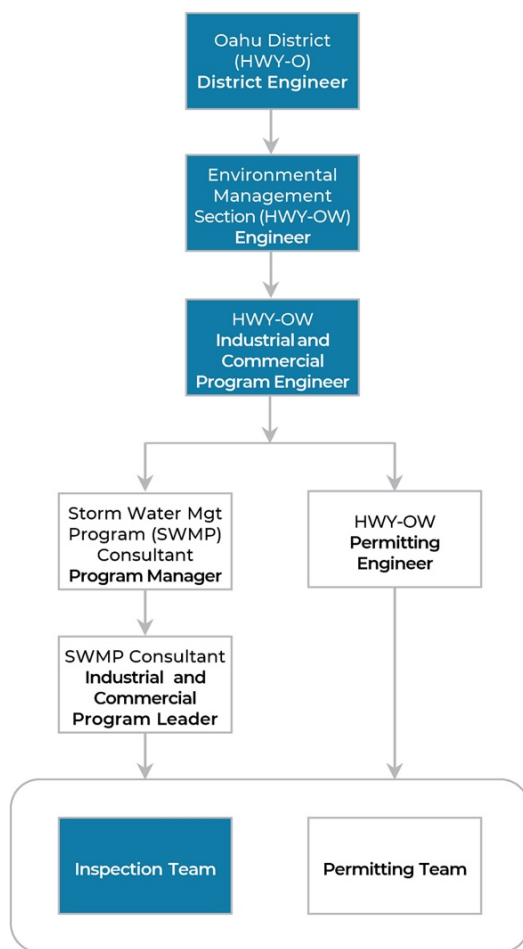 Oahu District
(HWY-O)
District Engineer
Environmental
Management
Section (HWY-OW)
Engineer
HWY-OW
Industrial and
Commercial
Program Engineer
Storm Water Mgt
Program (SWMP)
Consultant
Program Manager
HWY-OW
Permitting
Engineer
SWMP Consultant
Industrial and
Commercial
Program Leader
Inspection Team
Permitting Team